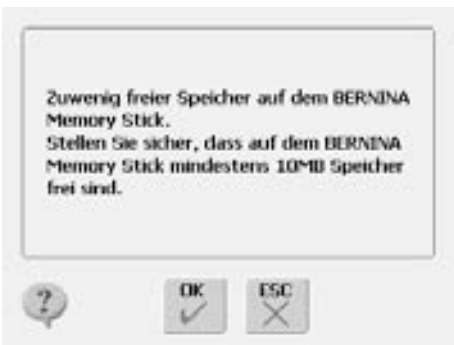 Zuwenig freier Speicher auf dem BERNINA
Memory Stick.
Stellen Sie sicher, dass auf dem BERNINA
Memory Stick mindestens 10MB Speicher
frei sind.
?
OK
ESC